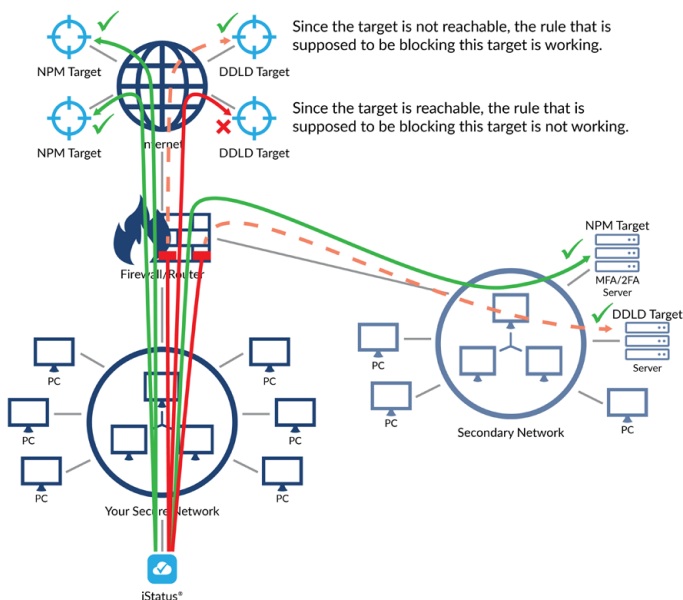 Since the target is not reachable, the rule that is
supposed to be blocking this target is working.
NPM Target
DDLD Target
Since the target is reachable, the rule that is
supposed to be blocking this target is not working.
Internet
NPM Target
DDLD Target
NPM Target
Firewall/Router
MFA/2FA
Server
DDLD Target
Server
PC
PC
PC
PC
PC
PC
PC
PC
Secondary Network
PC
PC
PC
Your Secure Network
iStatus®